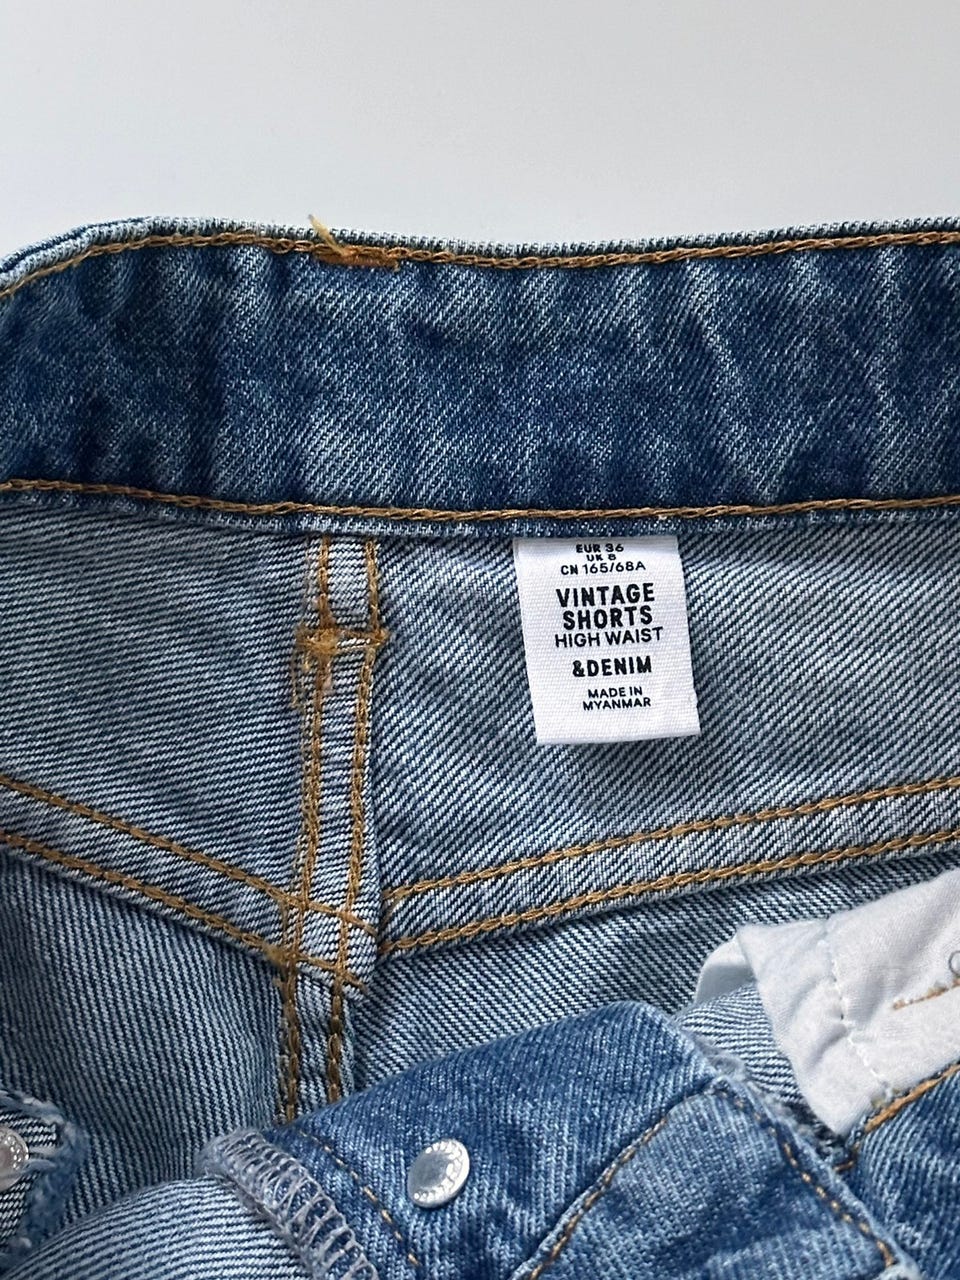 EUR 36
UK 8
CN 165/68A
VINTAGE
SHORTS
HIGH WAIST
&DENIM
MADE IN
MYANMAR